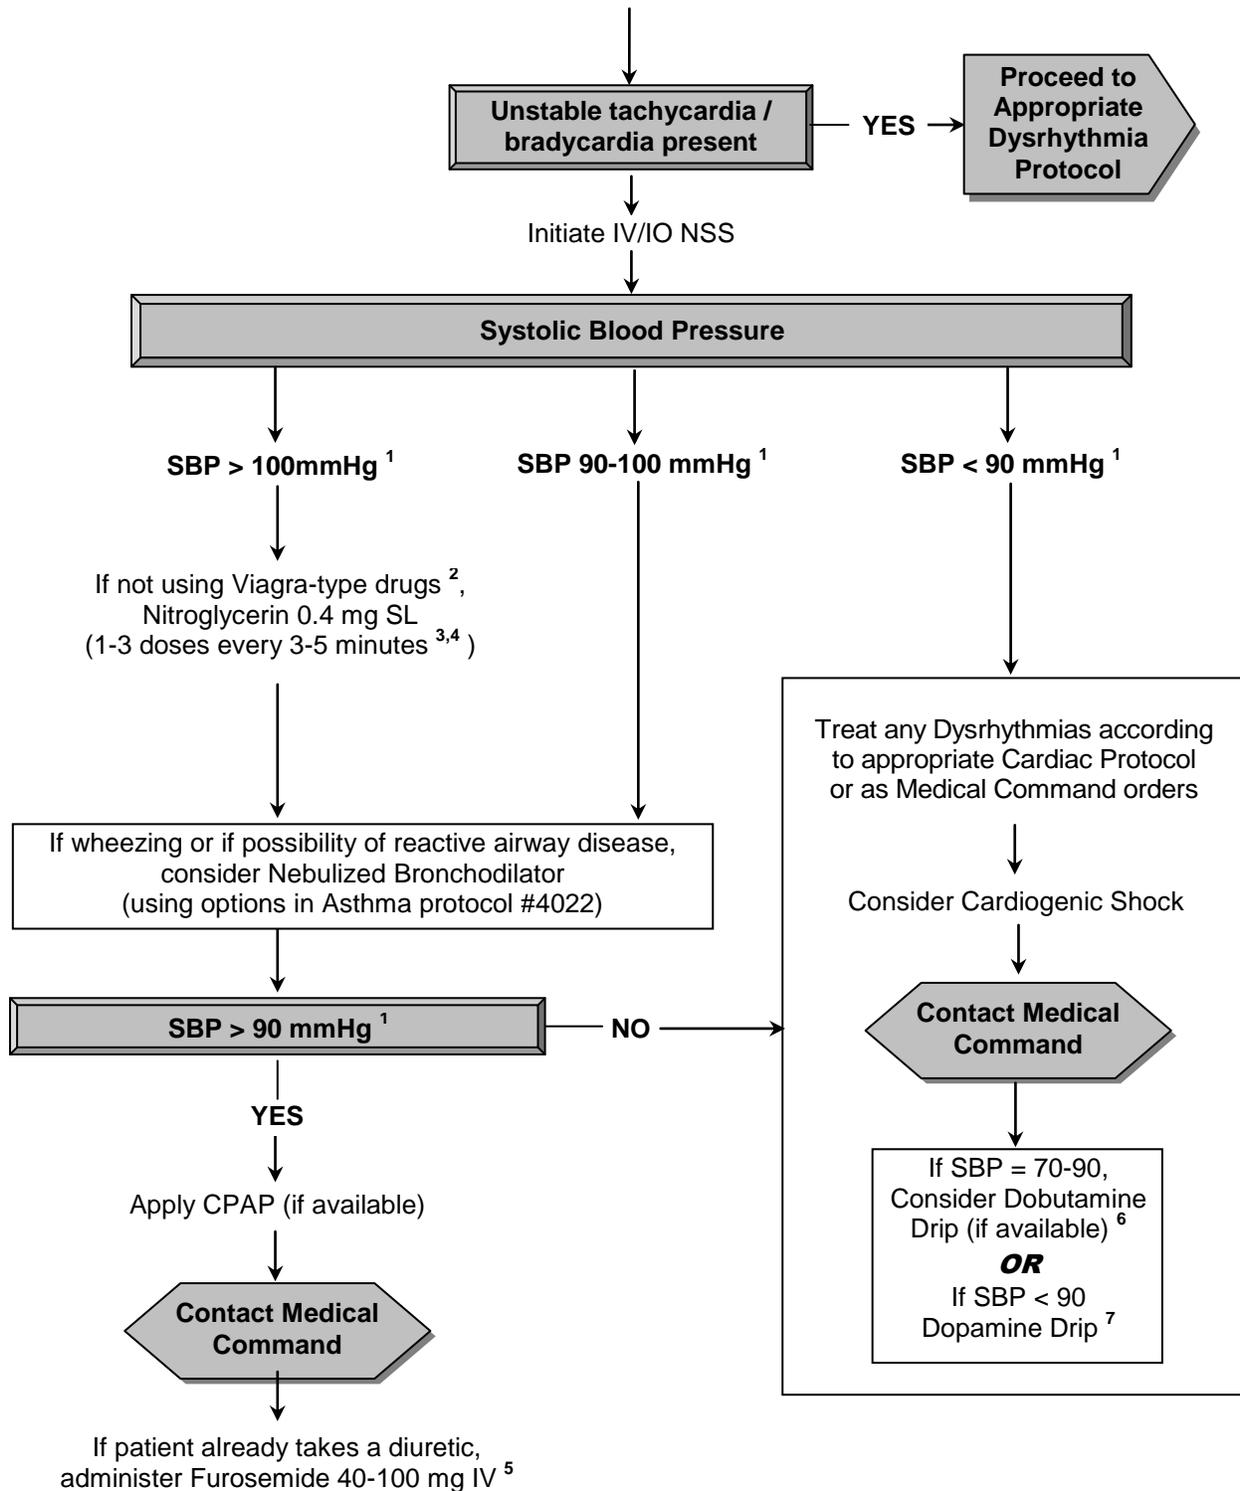 Unstable tachycardia /
bradycardia present
YES
Proceed to
Appropriate
Dysrhythmia
Protocol
Initiate IV/IO NSS
Systolic Blood Pressure
SBP > 100mmHg ¹
SBP 90-100 mmHg ¹
SBP < 90 mmHg ¹
If not using Viagra-type drugs ²,
Nitroglycerin 0.4 mg SL
(1-3 doses every 3-5 minutes ³,⁴ )
Treat any Dysrhythmias according
to appropriate Cardiac Protocol
or as Medical Command orders
If wheezing or if possibility of reactive airway disease,
consider Nebulized Bronchodilator
(using options in Asthma protocol #4022)
Consider Cardiogenic Shock
SBP > 90 mmHg ¹
NO
Contact Medical
Command
YES
Apply CPAP (if available)
If SBP = 70-90,
Consider Dobutamine
Drip (if available) ⁶
OR
If SBP < 90
Dopamine Drip ⁷
Contact Medical
Command
If patient already takes a diuretic,
administer Furosemide 40-100 mg IV ⁵